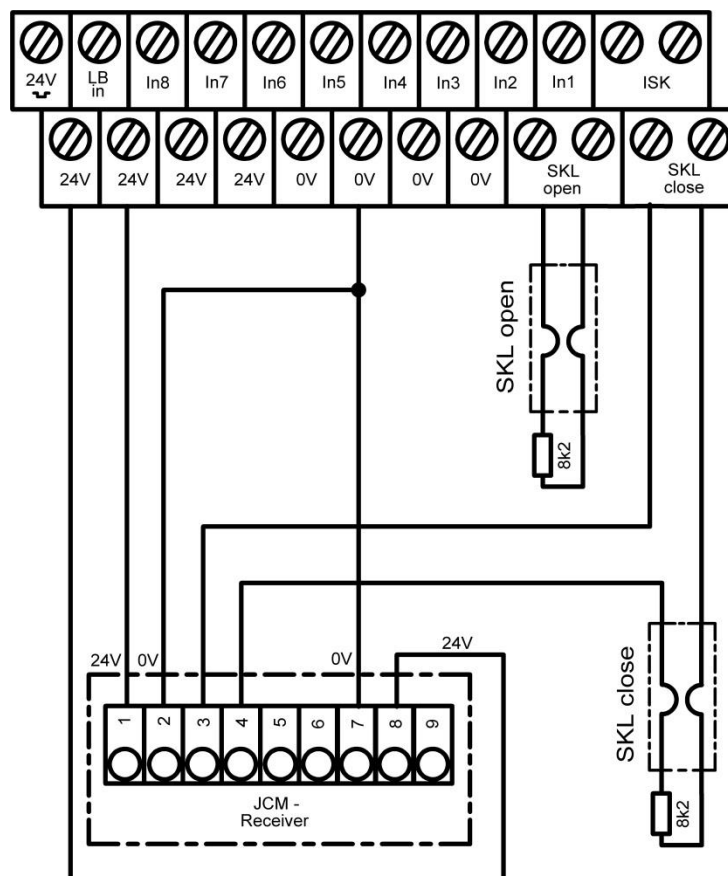 24V
LB
in
In8
In7
In6
In5
In4
In3
In2
In1
ISK
24V
24V
24V
24V
0V
0V
0V
0V
SKL
open
SKL
close
SKL open
8k2
24V
0V
0V
24V
SKL close
8k2
1
2
3
4
5
6
7
8
9
JCM -
Receiver